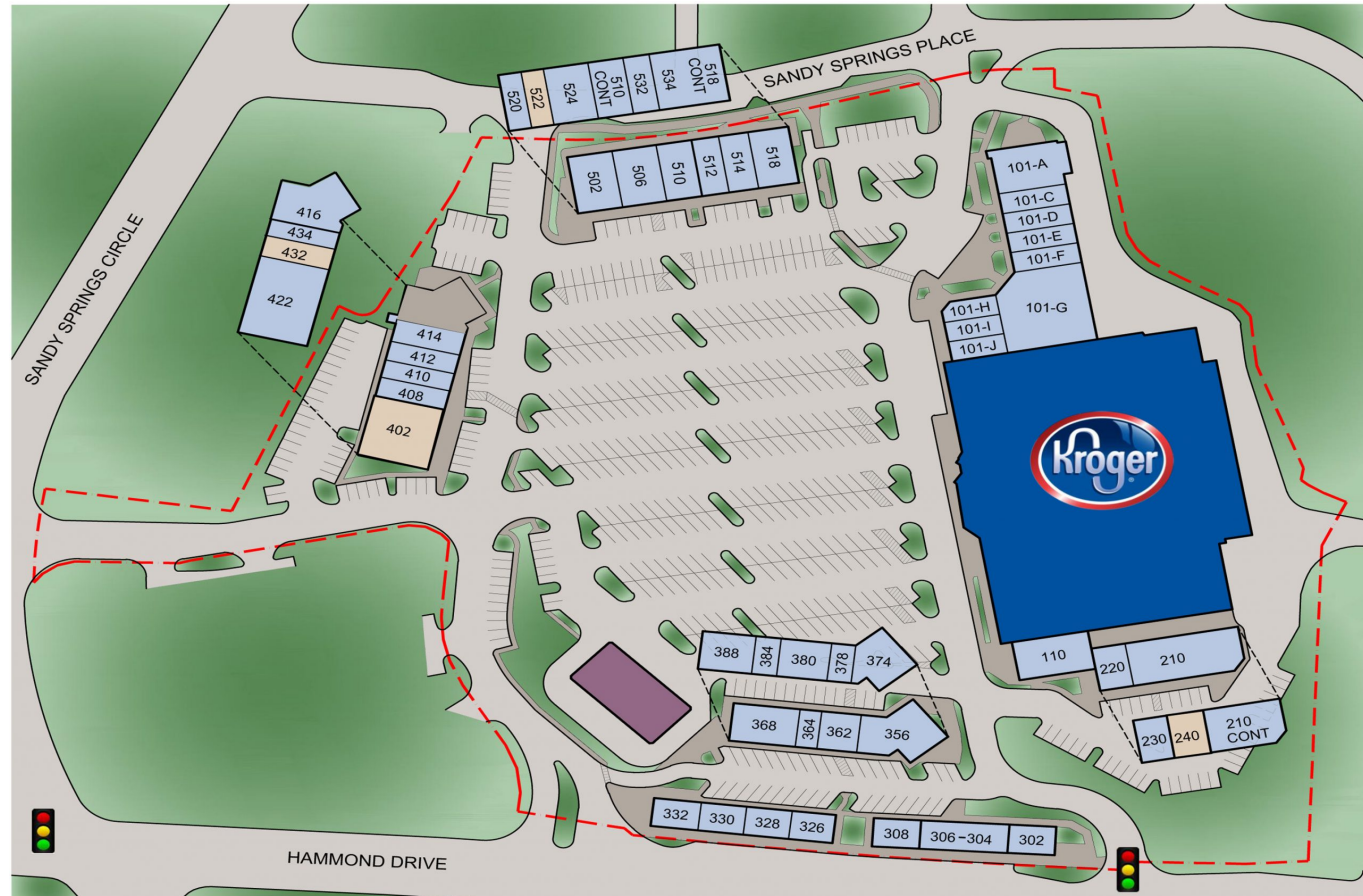 SANDY SPRINGS PLACE
520
522
524
510
CONT
532
534
518
CONT
502
506
510
512
514
518
SANDY SPRINGS CIRCLE
416
434
432
422
414
412
410
408
402
101-A
101-C
101-D
101-E
101-F
101-G
101-H
101-I
101-J
Kroger
110
220
210
230
240
210
CONT
388
384
380
378
374
368
364
362
356
332
330
328
326
308
306-304
302
HAMMOND DRIVE